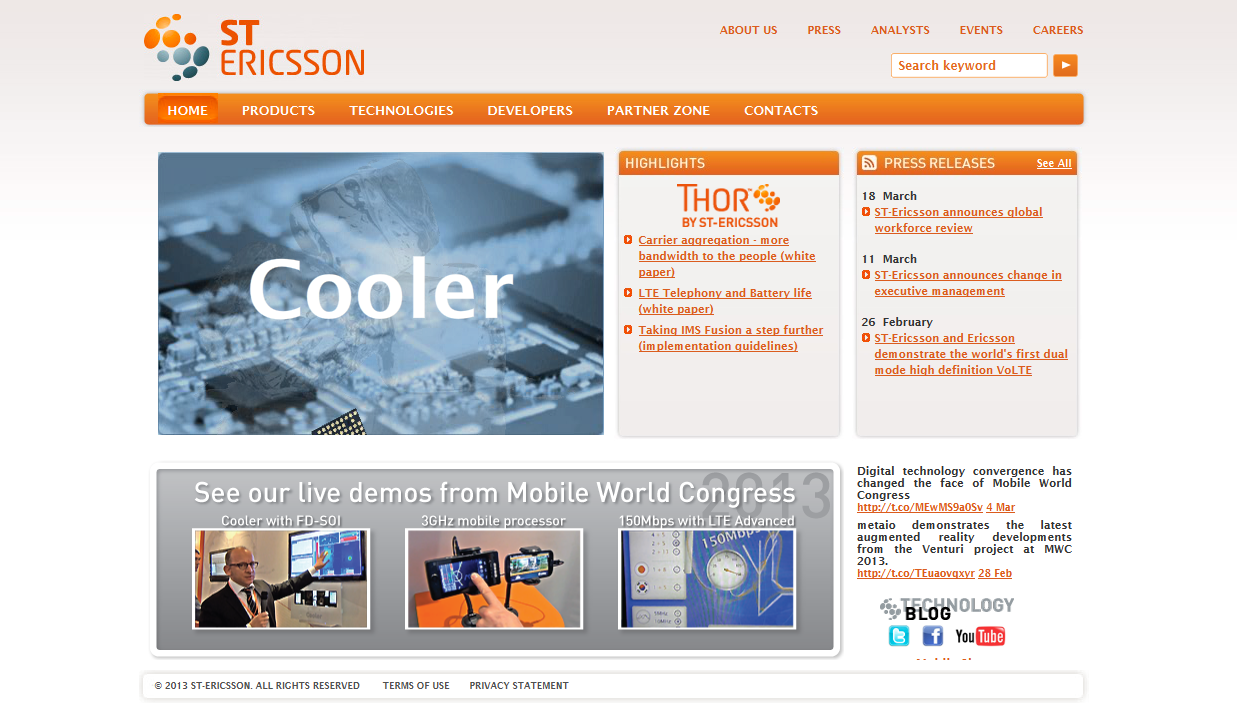 ST
ERICSSON
ABOUT US PRESS ANALYSTS EVENTS CAREERS
Search keyword
HOME PRODUCTS TECHNOLOGIES DEVELOPERS PARTNER ZONE CONTACTS
Cooler
HIGHLIGHTS
THOR™
BY ST-ERICSSON
Carrier aggregation - more
bandwidth to the people (white
paper)
LTE Telephony and Battery life
(white paper)
Taking IMS Fusion a step further
(implementation guidelines)
PRESS RELEASES See All
18 March
ST-Ericsson announces global
workforce review
11 March
ST-Ericsson announces change in
executive management
26 February
ST-Ericsson and Ericsson
demonstrate the world's first dual
mode high definition VoLTE
2013
See our live demos from Mobile World Congress
Cooler with FD-SOI
3GHz mobile processor
150Mbps with LTE Advanced
150Mbps
Digital technology convergence has
changed the face of Mobile World
Congress
http://t.co/MEwMS9a0Sv 4 Mar
metaio demonstrates the latest
augmented reality developments
from the Venturi project at MWC
2013.
http://t.co/TEuaovqxyr 28 Feb
TECHNOLOGY
BLOG
YouTube
© 2013 ST-ERICSSON. ALL RIGHTS RESERVED TERMS OF USE PRIVACY STATEMENT